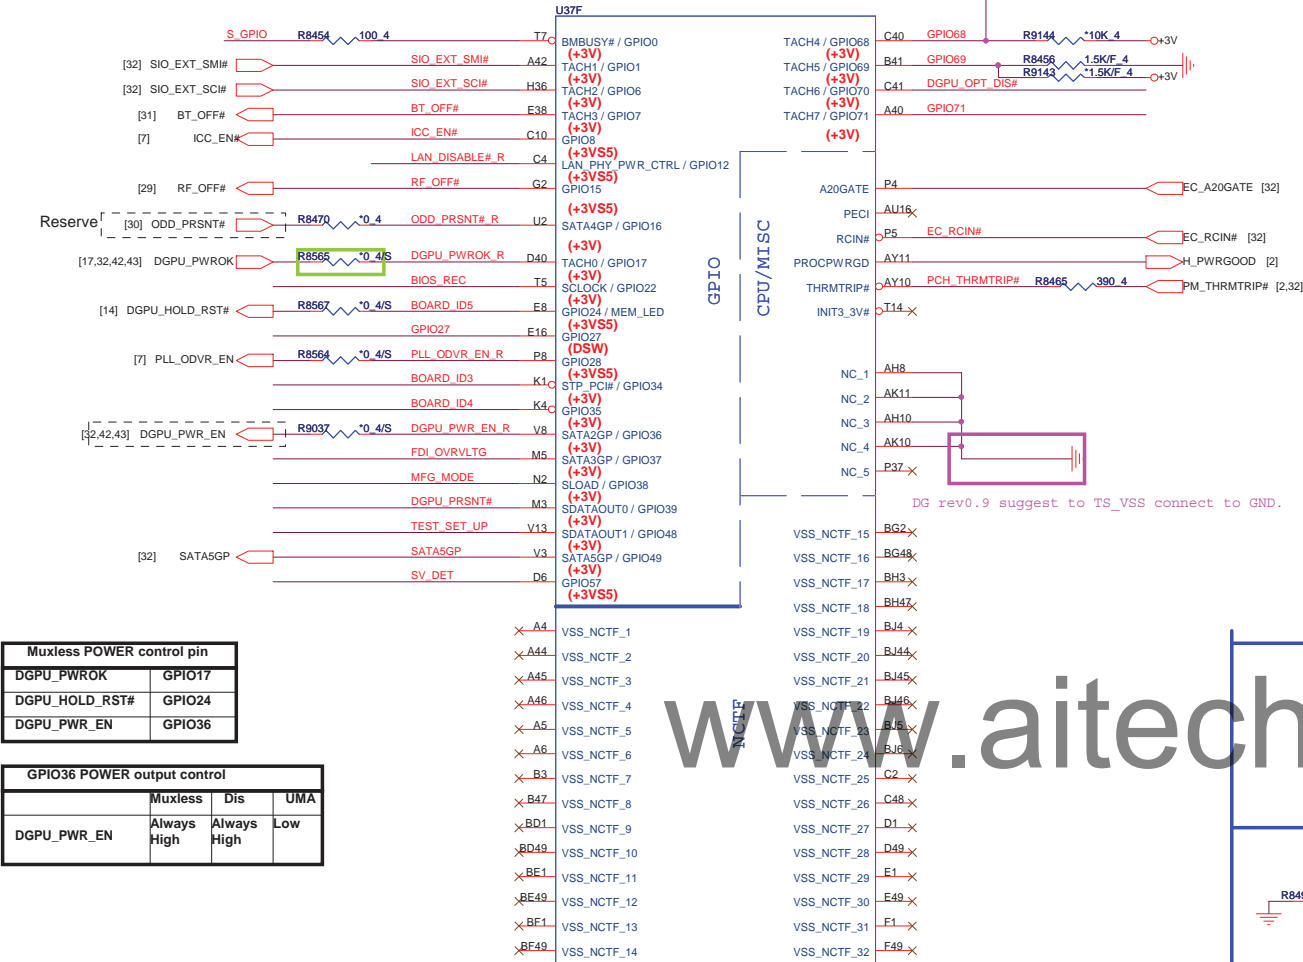 U37F
S_GPIO R8454 100_4 T7 BMBUSY# / GPIO0
(+3V)
[32] SIO_EXT_SMI# SIO_EXT_SMI# A42 TACH1 / GPIO1
(+3V)
[32] SIO_EXT_SCI# SIO_EXT_SCI# H36 TACH2 / GPIO6
(+3V)
[31] BT_OFF# BT_OFF# E38 TACH3 / GPIO7
(+3V)
[7] ICC_EN# ICC_EN# C10 GPIO8
(+3VS5)
LAN_DISABLE#_R C4 LAN_PHY_PWR_CTRL / GPIO12
(+3VS5)
[29] RF_OFF# RF_OFF# G2 GPIO15
(+3VS5)
Reserve [30] ODD_PRSNT# R8470 *0_4 ODD_PRSNT#_R U2 SATA4GP / GPIO16
(+3V)
[17,32,42,43] DGPU_PWROK R8565 *0_4/S DGPU_PWROK_R D40 TACH0 / GPIO17
(+3V)
BIOS_REC T5 SCLOCK / GPIO22
(+3V)
[14] DGPU_HOLD_RST# R8567 *0_4/S BOARD_ID5 E8 GPIO24 / MEM_LED
(+3VS5)
GPIO27 E16 GPIO27
(DSW)
[7] PLL_ODVR_EN R8564 *0_4/S PLL_ODVR_EN_R P8 GPIO28
(+3VS5)
BOARD_ID3 K1 STP_PCI# / GPIO34
(+3V)
BOARD_ID4 K4 GPIO35
(+3V)
[32,42,43] DGPU_PWR_EN R9037 *0_4/S DGPU_PWR_EN_R V8 SATA2GP / GPIO36
(+3V)
FDI_OVRVLTG M5 SATA3GP / GPIO37
(+3V)
MFG_MODE N2 SLOAD / GPIO38
(+3V)
DGPU_PRSNT# M3 SDATAOUT0 / GPIO39
(+3V)
TEST_SET_UP V13 SDATAOUT1 / GPIO48
(+3V)
[32] SATA5GP SATA5GP V3 SATA5GP / GPIO49
(+3V)
SV_DET D6 GPIO57
(+3VS5)
TACH4 / GPIO68 C40 GPIO68 R9144 *10K_4 +3V
(+3V)
TACH5 / GPIO69 B41 GPIO69 R8456 1.5K/F_4
R9143 *1.5K/F_4 +3V
(+3V)
TACH6 / GPIO70 C41 DGPU_OPT_DIS#
(+3V)
TACH7 / GPIO71 A40 GPIO71
(+3V)
GPIO
CPU/MISC
A20GATE P4 EC_A20GATE [32]
PECI AU16
RCIN# P5 EC_RCIN# EC_RCIN# [32]
PROCPWRGD AY11 H_PWRGOOD [2]
THRMTRIP# AY10 PCH_THRMTRIP# R8465 390_4 PM_THRMTRIP# [2,32]
INIT3_3V# T14
NC_1 AH8
NC_2 AK11
NC_3 AH10
NC_4 AK10
NC_5 P37
DG rev0.9 suggest to TS_VSS connect to GND.
A4 VSS_NCTF_1
A44 VSS_NCTF_2
A45 VSS_NCTF_3
A46 VSS_NCTF_4
A5 VSS_NCTF_5
A6 VSS_NCTF_6
B3 VSS_NCTF_7
B47 VSS_NCTF_8
BD1 VSS_NCTF_9
BD49 VSS_NCTF_10
BE1 VSS_NCTF_11
BE49 VSS_NCTF_12
BF1 VSS_NCTF_13
BF49 VSS_NCTF_14
NCTF
VSS_NCTF_15 BG2
VSS_NCTF_16 BG48
VSS_NCTF_17 BH3
VSS_NCTF_18 BH47
VSS_NCTF_19 BJ4
VSS_NCTF_20 BJ44
VSS_NCTF_21 BJ45
VSS_NCTF_22 BJ46
VSS_NCTF_23 BJ5
VSS_NCTF_24 BJ6
VSS_NCTF_25 C2
VSS_NCTF_26 C48
VSS_NCTF_27 D1
VSS_NCTF_28 D49
VSS_NCTF_29 E1
VSS_NCTF_30 E49
VSS_NCTF_31 F1
VSS_NCTF_32 F49
Muxless POWER control pin
DGPU_PWROK GPIO17
DGPU_HOLD_RST# GPIO24
DGPU_PWR_EN GPIO36
GPIO36 POWER output control
Muxless Dis UMA
DGPU_PWR_EN Always High Always High Low
www.aitech
R849